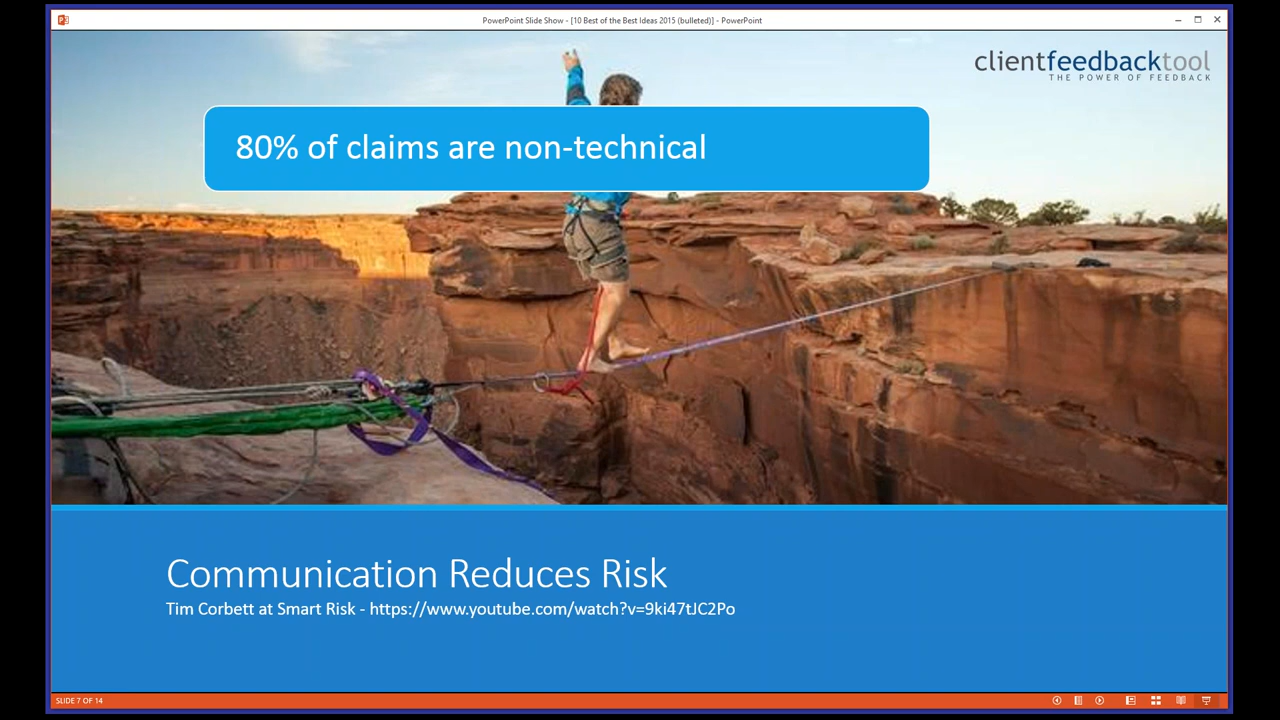 PowerPoint Slide Show - [10 Best of the Best Ideas 2015 (bulleted)] - PowerPoint
clientfeedbacktool
THE POWER OF FEEDBACK
80% of claims are non-technical
Communication Reduces Risk
Tim Corbett at Smart Risk - https://www.youtube.com/watch?v=9ki47tJC2Po
SLIDE 7 OF 14